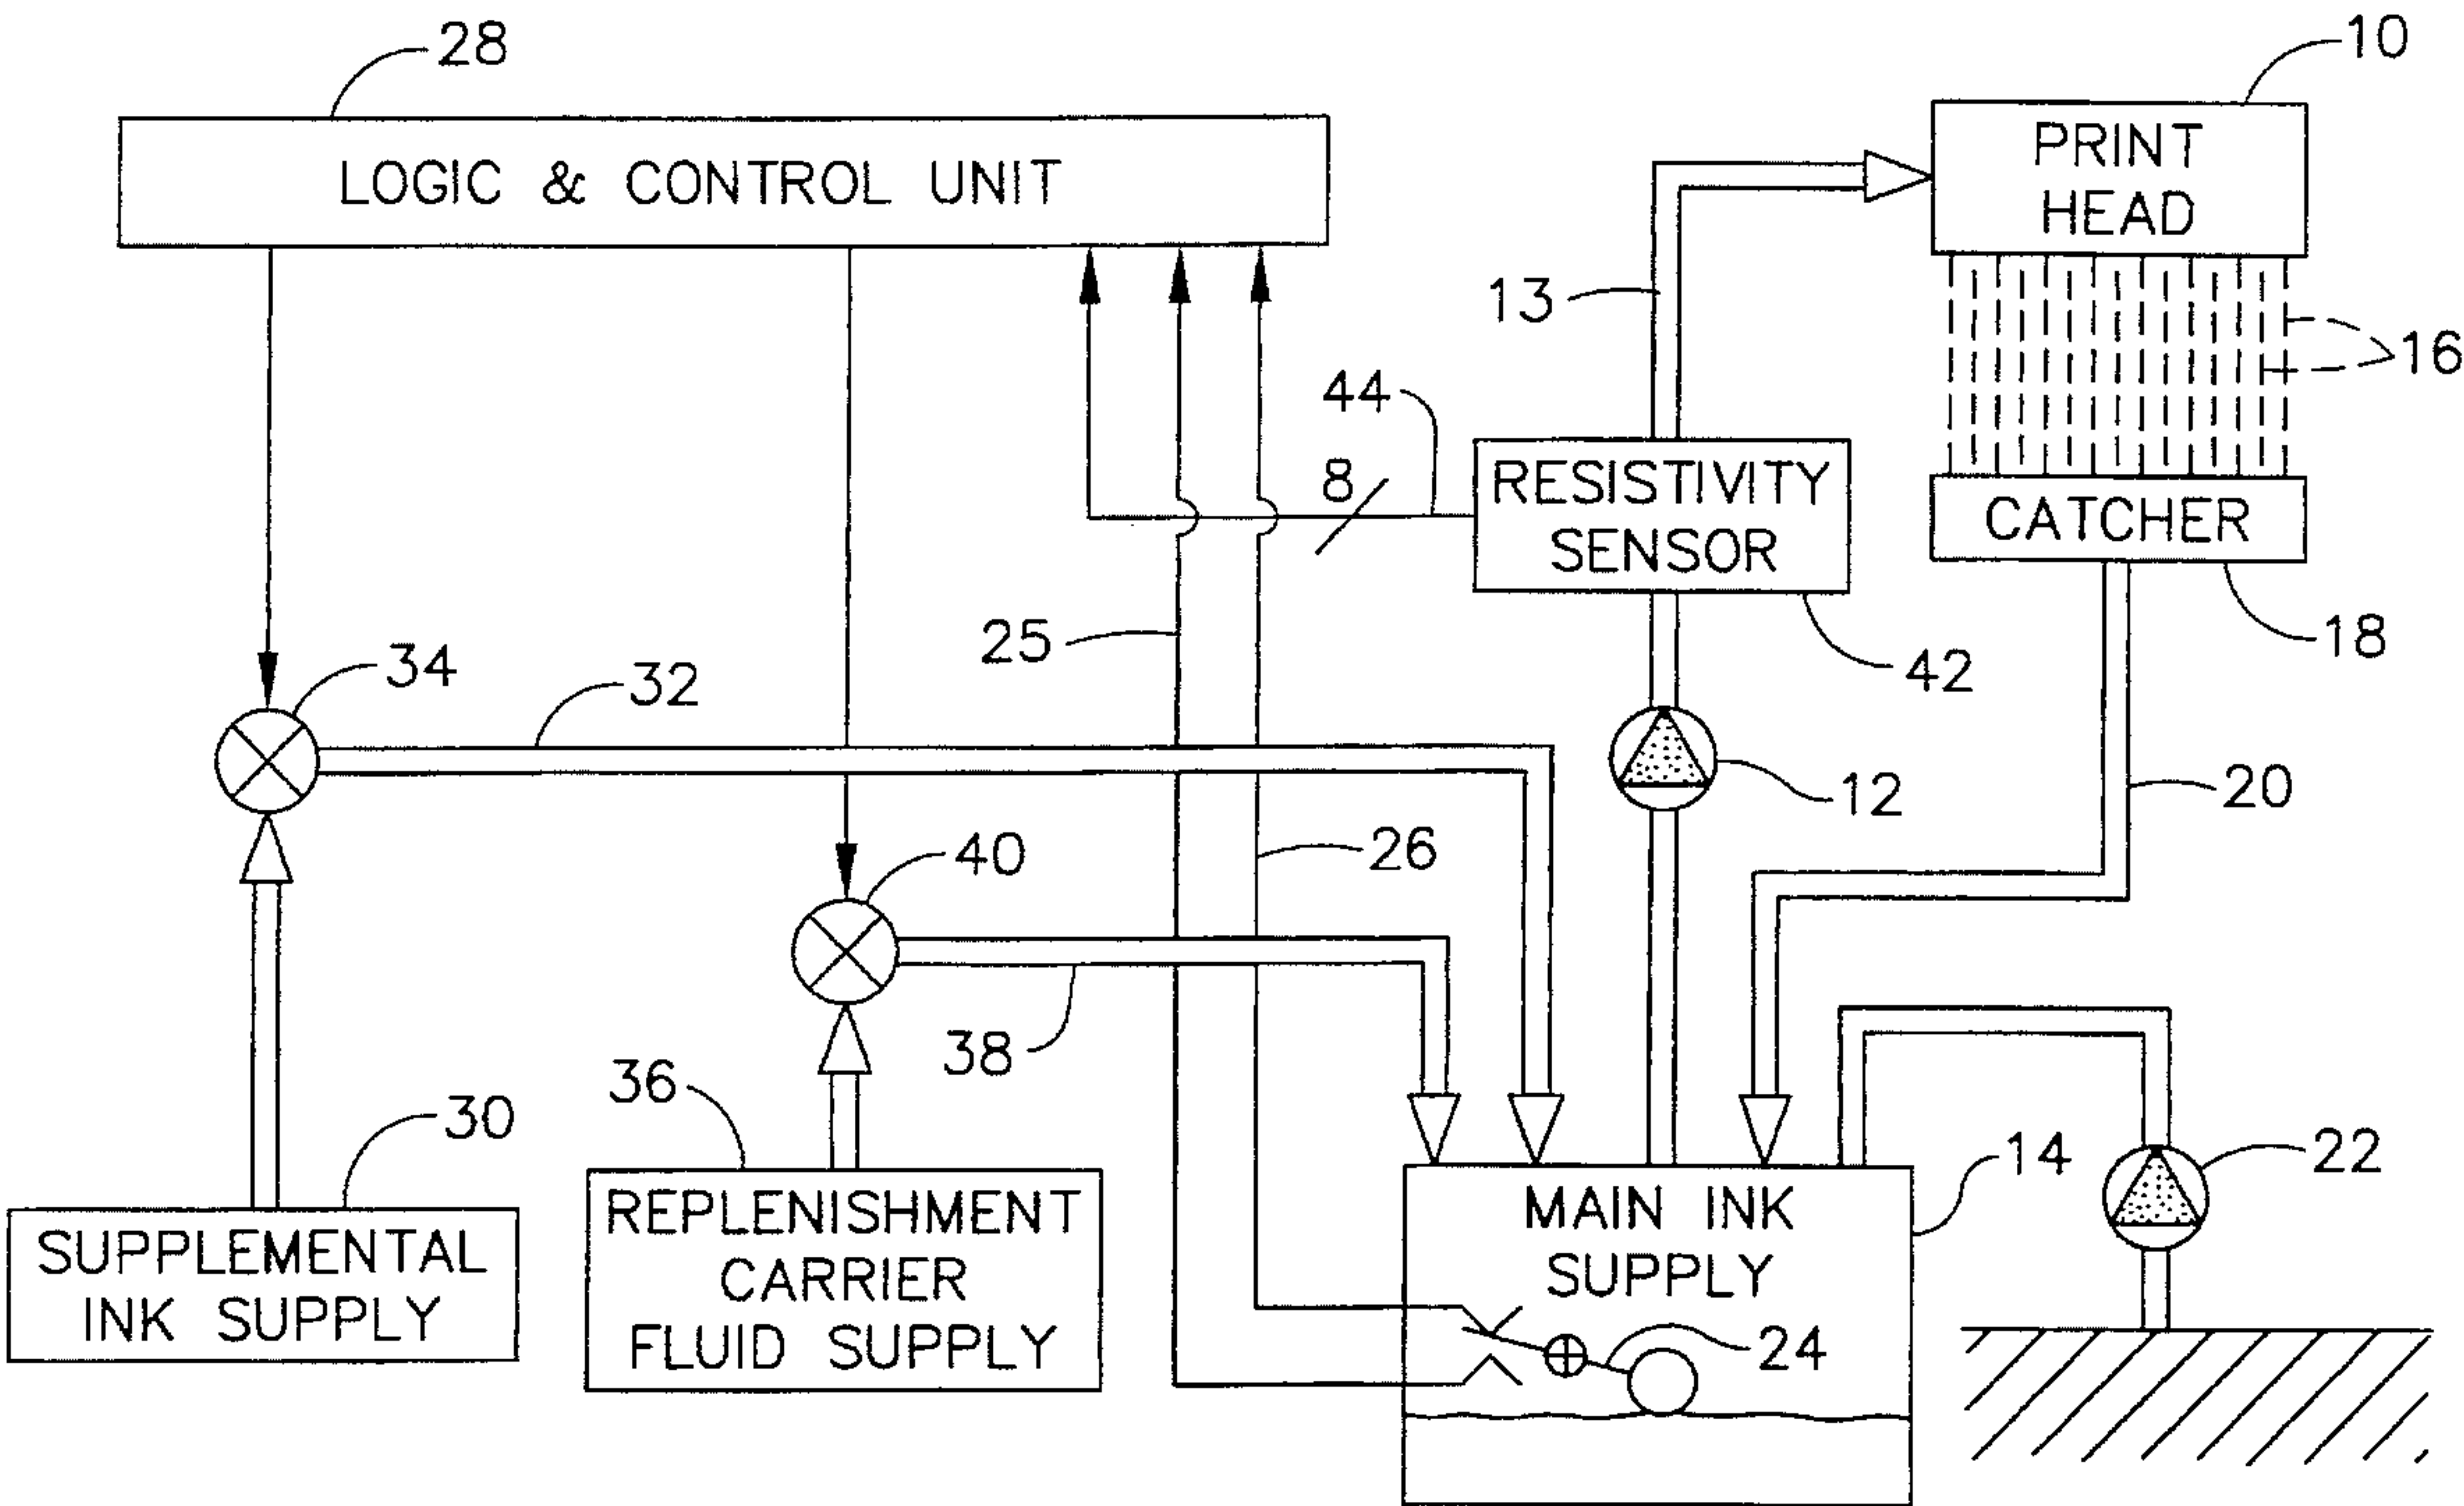 28
10
LOGIC & CONTROL UNIT
PRINT
HEAD
13
16
44
8
RESISTIVITY
SENSOR
CATCHER
25
18
42
34
32
12
20
40
26
38
36
30
14
22
REPLENISHMENT
CARRIER
FLUID SUPPLY
MAIN INK
SUPPLY
SUPPLEMENTAL
INK SUPPLY
24